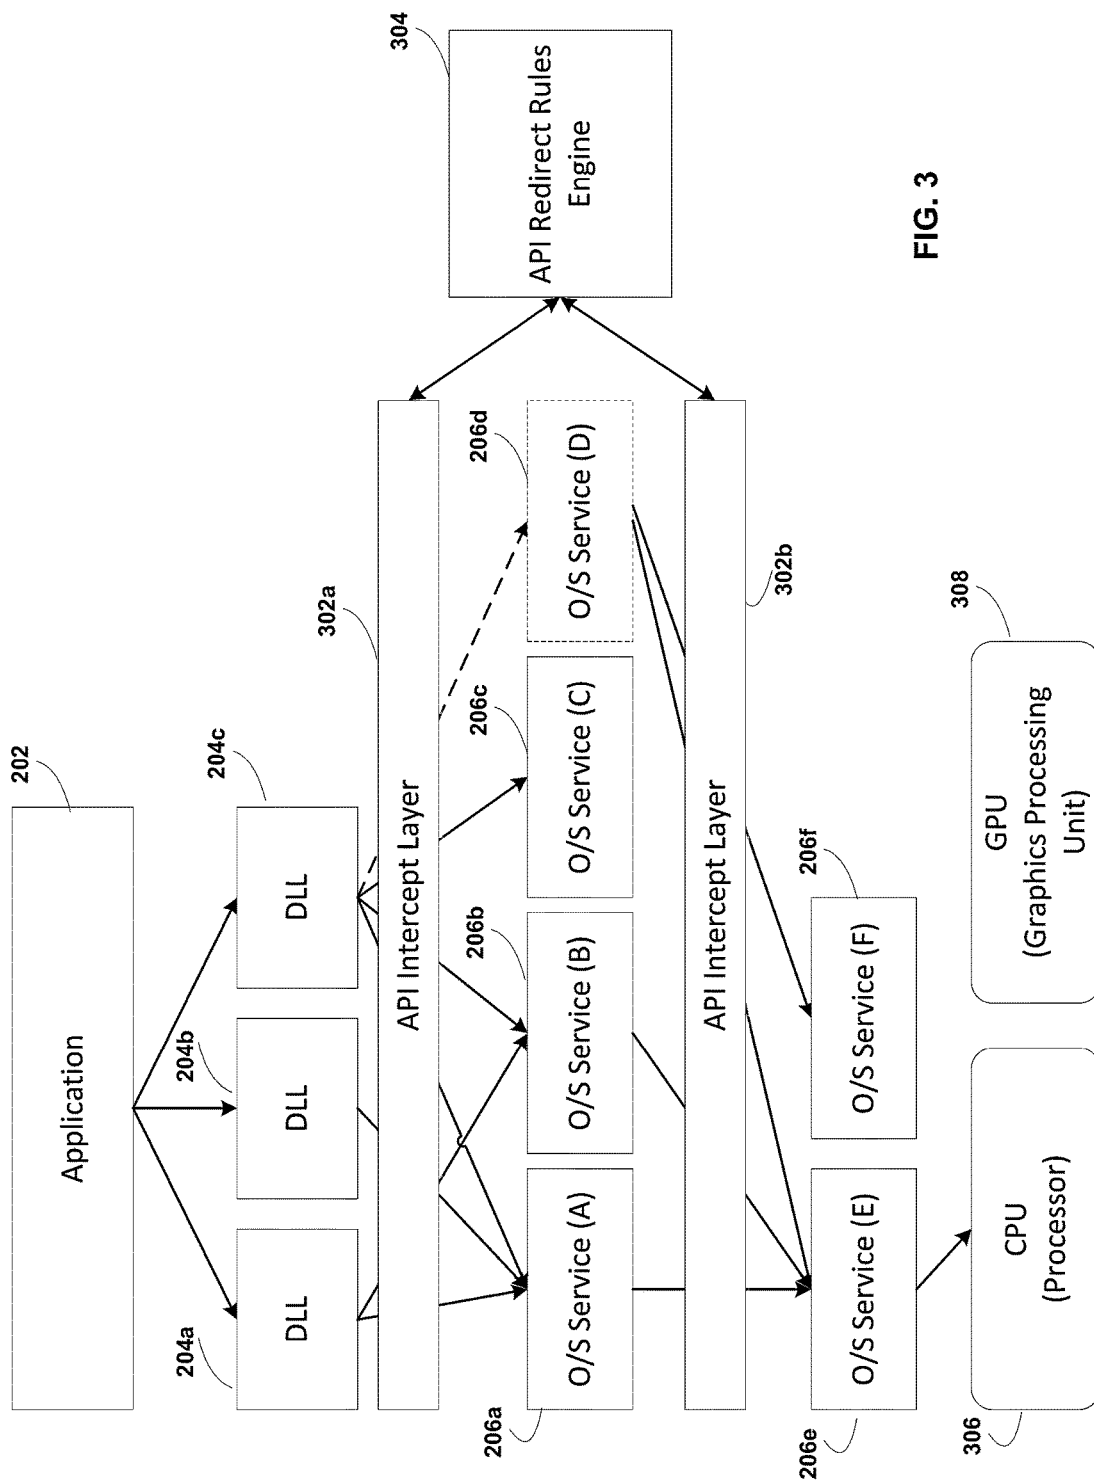 202
Application
204a
DLL
204b
DLL
204c
DLL
302a
API Intercept Layer
304
API Redirect Rules
Engine
206a
O/S Service (A)
206b
O/S Service (B)
206c
O/S Service (C)
206d
O/S Service (D)
API Intercept Layer
302b
206e
O/S Service (E)
206f
O/S Service (F)
306
CPU
(Processor)
308
GPU
(Graphics Processing
Unit)
FIG. 3